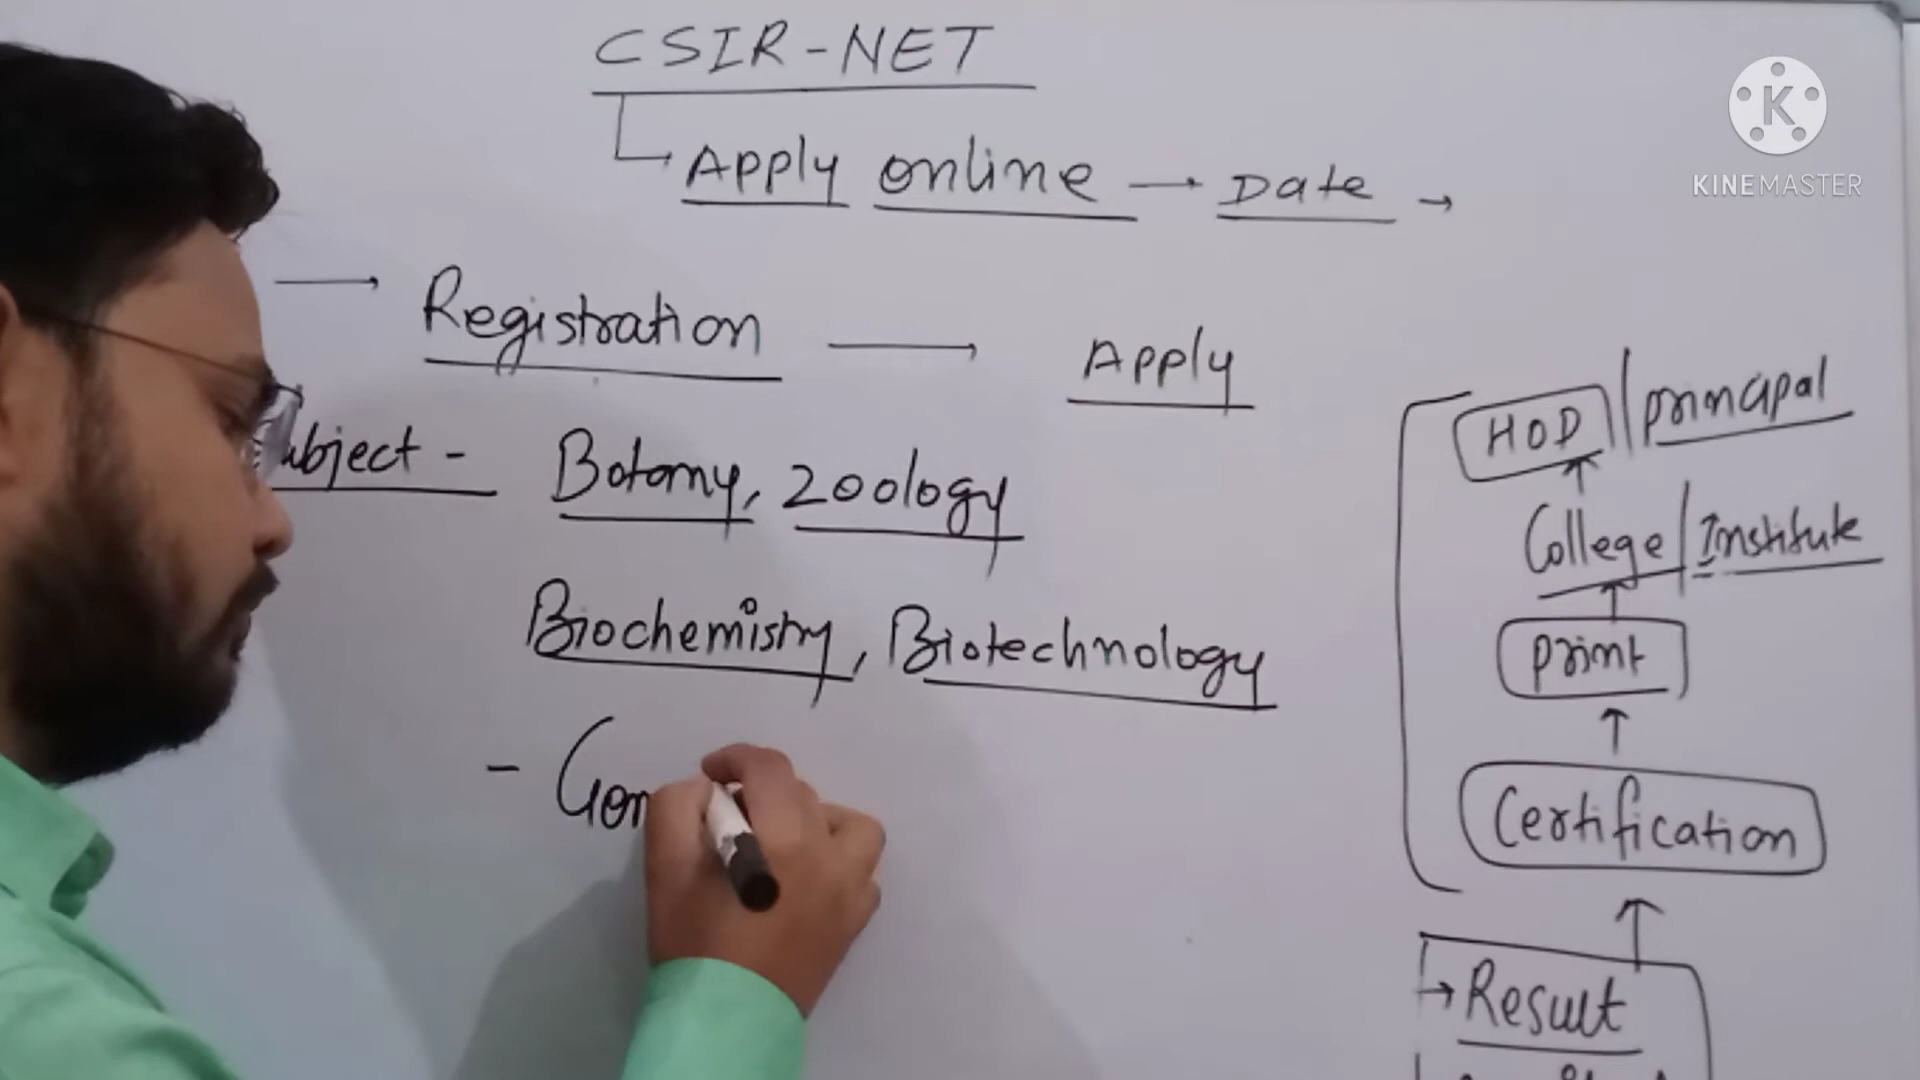 CSIR-NET
Apply online → Date →
→ Registration → Apply
ubject - Botany, Zoology
Biochemistry, Biotechnology
-
HOD | principal
College | Institute
print
Certification
→ Result
K
KINEMASTER